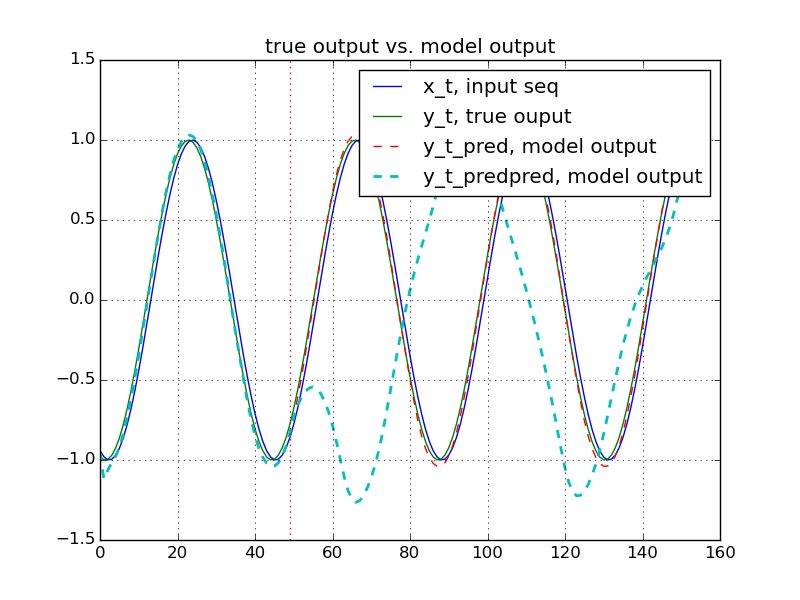 true output vs. model output
x_t, input seq
y_t, true ouput
y_t_pred, model output
y_t_predpred, model output
1.5
1.0
0.5
0.0
−0.5
−1.0
−1.5
0 20 40 60 80 100 120 140 160